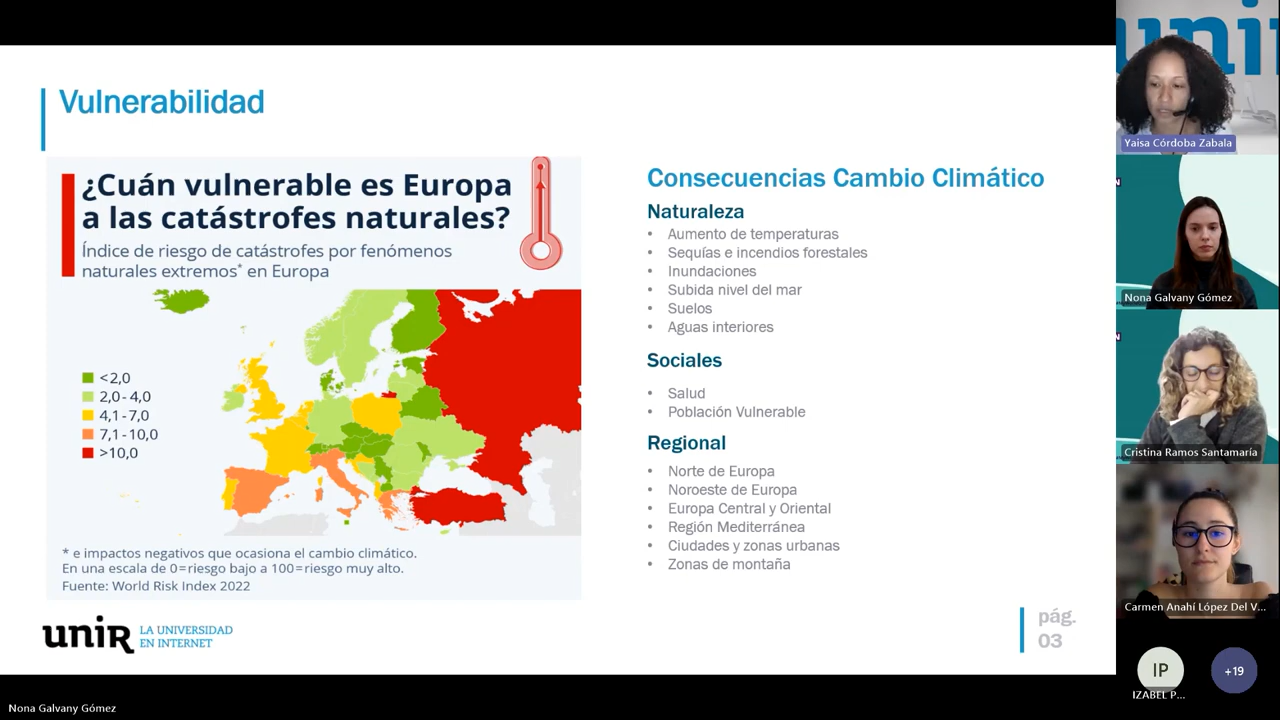 Vulnerabilidad
¿Cuán vulnerable es Europa
a las catástrofes naturales?
Índice de riesgo de catástrofes por fenómenos
naturales extremos* en Europa
<2,0
2,0-4,0
4,1-7,0
7,1-10,0
>10,0
* e impactos negativos que ocasiona el cambio climático.
En una escala de 0=riesgo bajo a 100=riesgo muy alto.
Fuente: World Risk Index 2022
Consecuencias Cambio Climático
Naturaleza
• Aumento de temperaturas
• Sequías e incendios forestales
• Inundaciones
• Subida nivel del mar
• Suelos
• Aguas interiores
Sociales
• Salud
• Población Vulnerable
Regional
• Norte de Europa
• Noroeste de Europa
• Europa Central y Oriental
• Región Mediterránea
• Ciudades y zonas urbanas
• Zonas de montaña
uniR
LA UNIVERSIDAD
EN INTERNET
pág.
03
unir
Yaisa Córdoba Zabala
Nona Galvany Gómez
Cristina Ramos Santamaría
Carmen Anahí López Del V...
IP
IZABEL P...
+19
Nona Galvany Gómez